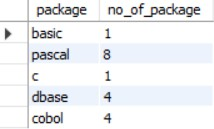 package no_of_package
basic 1
pascal 8
c 1
dbase 4
cobol 4